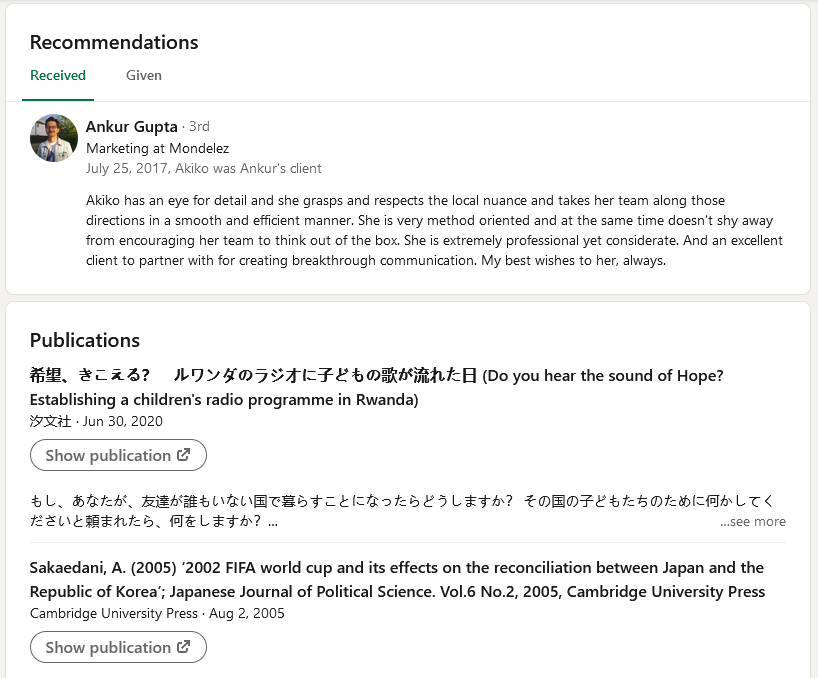 Recommendations
Received Given
Ankur Gupta · 3rd
Marketing at Mondelez
July 25, 2017, Akiko was Ankur's client
Akiko has an eye for detail and she grasps and respects the local nuance and takes her team along those
directions in a smooth and efficient manner. She is very method oriented and at the same time doesn't shy away
from encouraging her team to think out of the box. She is extremely professional yet considerate. And an excellent
client to partner with for creating breakthrough communication. My best wishes to her, always.
Publications
希望、きこえる?　ルワンダのラジオに子どもの歌が流れた日 (Do you hear the sound of Hope?
Establishing a children's radio programme in Rwanda)
汐文社 · Jun 30, 2020
Show publication
もし、あなたが、友達が誰もいない国で暮らすことになったらどうしますか? その国の子どもたちのために何かしてく
ださいと頼まれたら、何をしますか? ...
...see more
Sakaedani, A. (2005) '2002 FIFA world cup and its effects on the reconciliation between Japan and the
Republic of Korea'; Japanese Journal of Political Science. Vol.6 No.2, 2005, Cambridge University Press
Cambridge University Press · Aug 2, 2005
Show publication